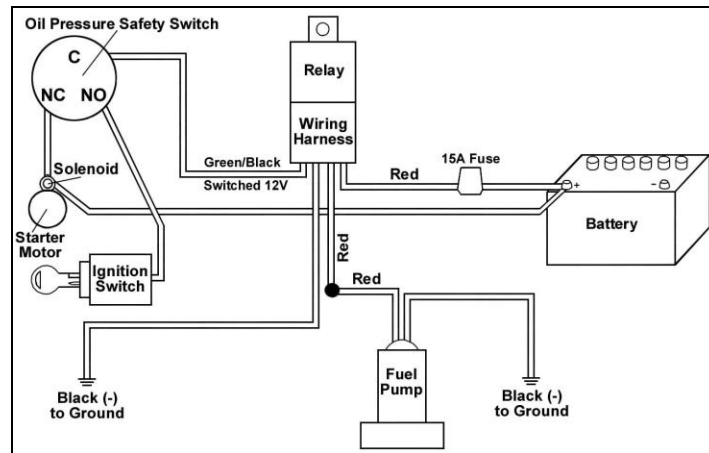 Oil Pressure Safety Switch
C
NC NO
Relay
Wiring
Harness
Green/Black
Switched 12V
Solenoid
Starter
Motor
Ignition
Switch
Red
15A Fuse
+ -
Battery
Red
Red
Fuel
Pump
Black (-)
to Ground
Black (-)
to Ground